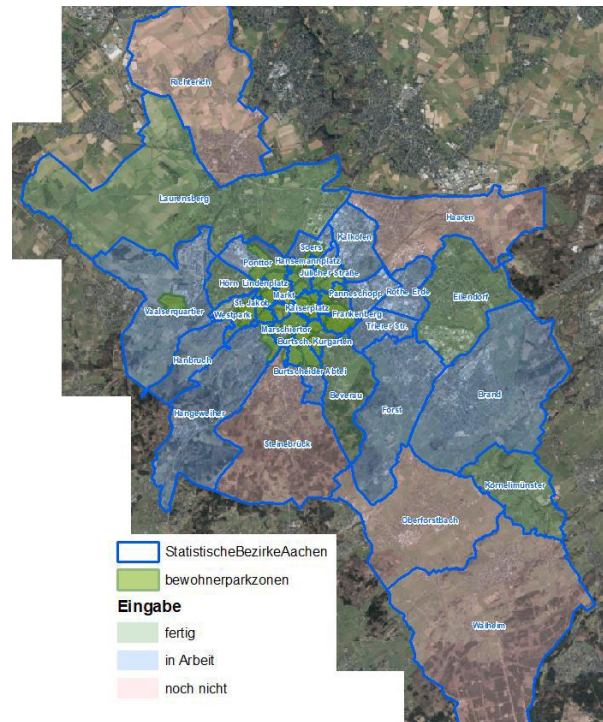 Richterich
Laurensberg
Haaren
Soers
Kalkofen
Ponttor
Hansemannplatz
Jülicher-Straße
Hörn
Lindenplatz
Panneschopp
Rothe Erde
Eilendorf
Markt
St. Jakob
Kaiserplatz
Vaalserquartier
Westpark
Frankenberg
Trierer Str.
Marschiertor
Burtsch. Kurgarten
Hanbruch
Burtscheider Abtei
Beverau
Forst
Brand
Hangeweiher
Steinebrück
Kornelimünster
Oberforstbach
Walheim
StatistischeBezirkeAachen
bewohnerparkzonen
Eingabe
fertig
in Arbeit
noch nicht